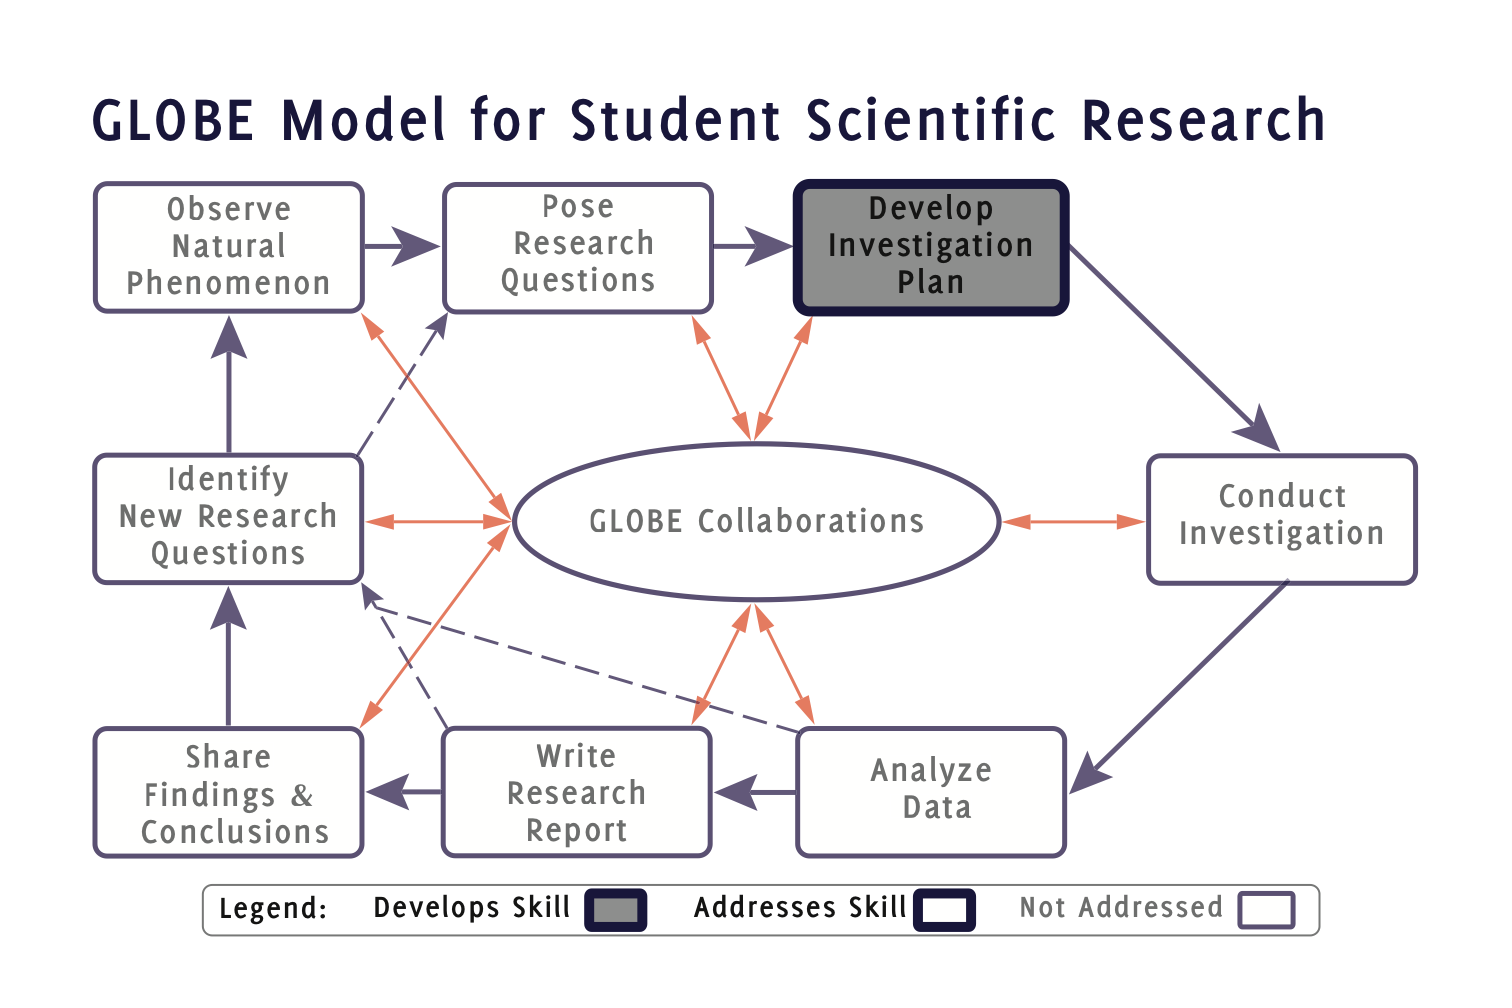 GLOBE Model for Student Scientific Research
Observe
Natural
Phenomenon
Pose
Research
Questions
Develop
Investigation
Plan
Identify
New Research
Questions
GLOBE Collaborations
Conduct
Investigation
Share
Findings &
Conclusions
Write
Research
Report
Analyze
Data
Legend: Develops Skill Addresses Skill Not Addressed